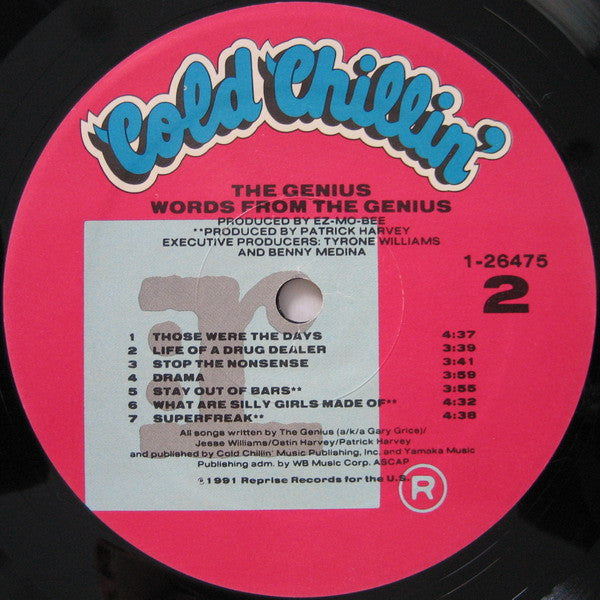 'Cold Chillin'
THE GENIUS
WORDS FROM THE GENIUS
PRODUCED BY EZ-MO-BEE
**PRODUCED BY PATRICK HARVEY
EXECUTIVE PRODUCERS: TYRONE WILLIAMS
AND BENNY MEDINA
1-26475
2
r
1 THOSE WERE THE DAYS 4:37
2 LIFE OF A DRUG DEALER 3:39
3 STOP THE NONSENSE 3:41
4 DRAMA 3:59
5 STAY OUT OF BARS** 3:55
6 WHAT ARE SILLY GIRLS MADE OF** 4:32
7 SUPERFREAK** 4:38
All songs written by The Genius (a/k/a Gary Grice)/
Jesse Williams/Ostin Harvey/Patrick Harvey
and published by Cold Chillin' Music Publishing, Inc. and Yamaka Music
Publishing adm. by WB Music Corp. ASCAP
℗1991 Reprise Records for the U.S.
R